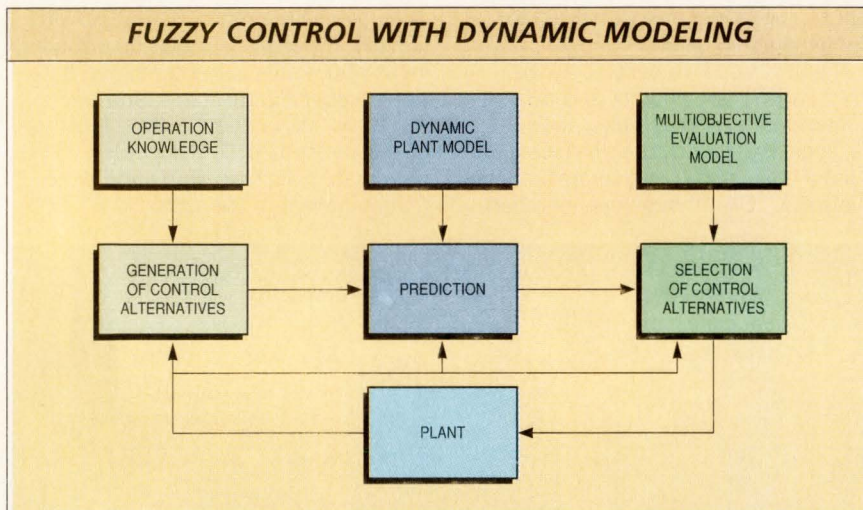 FUZZY CONTROL WITH DYNAMIC MODELING
OPERATION
KNOWLEDGE
DYNAMIC
PLANT MODEL
MULTIOBJECTIVE
EVALUATION
MODEL
GENERATION
OF CONTROL
ALTERNATIVES
PREDICTION
SELECTION
OF CONTROL
ALTERNATIVES
PLANT